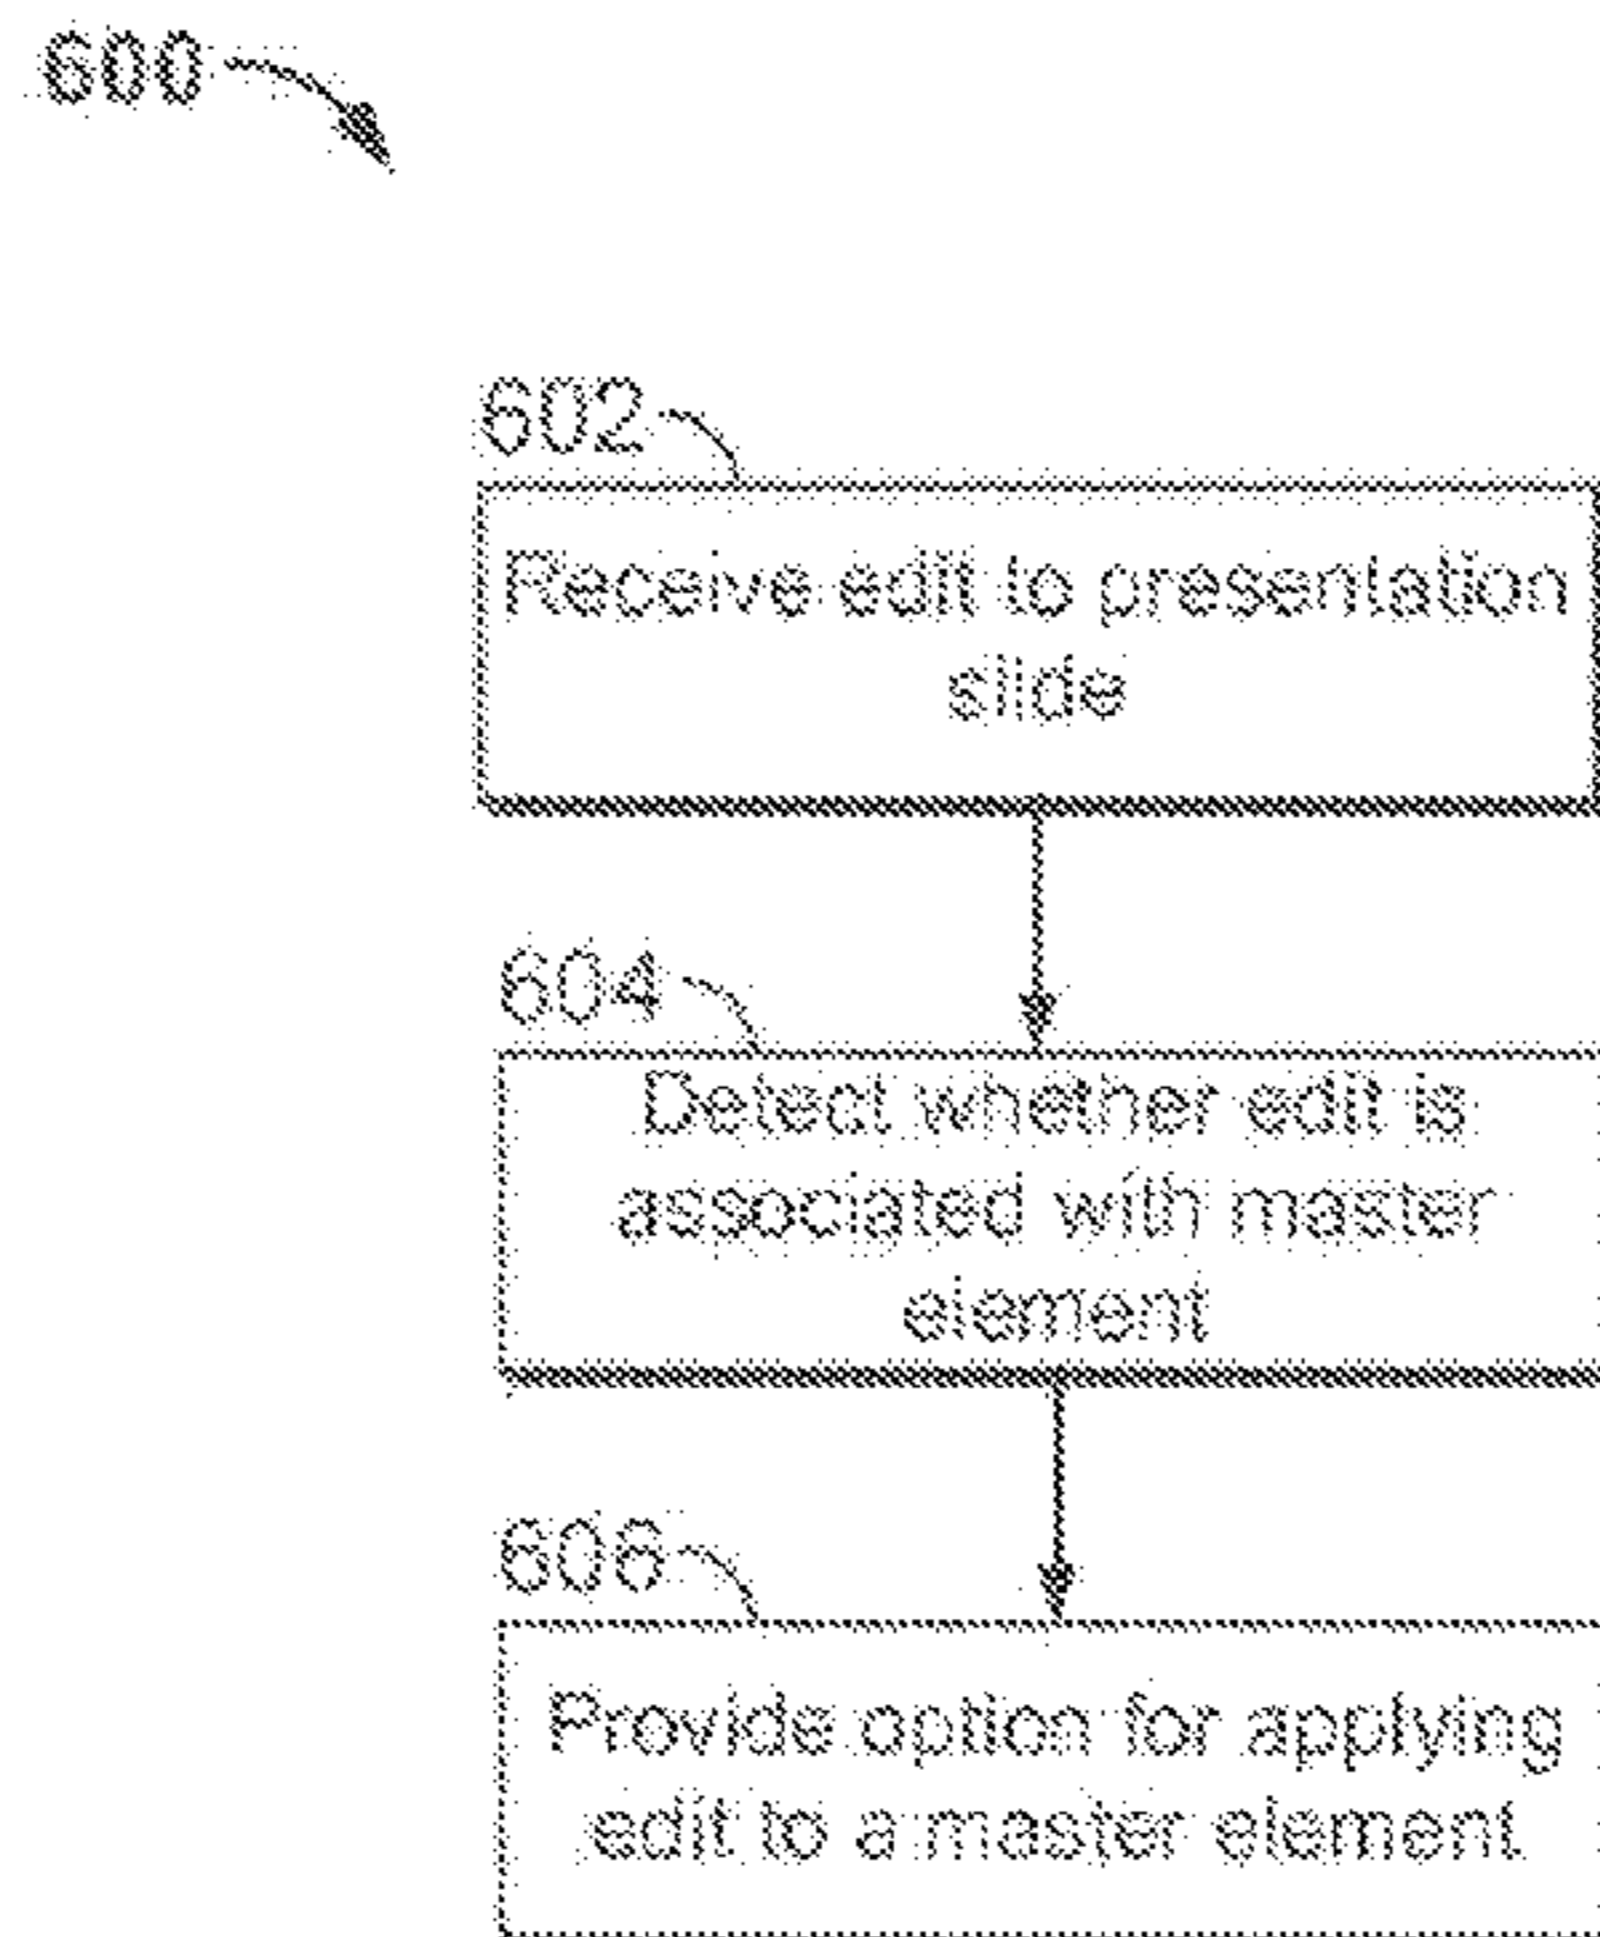 600
602
Receive edit to presentation
slide
604
Detect whether edit is
associated with master
element
606
Provide option for applying
edit to a master element